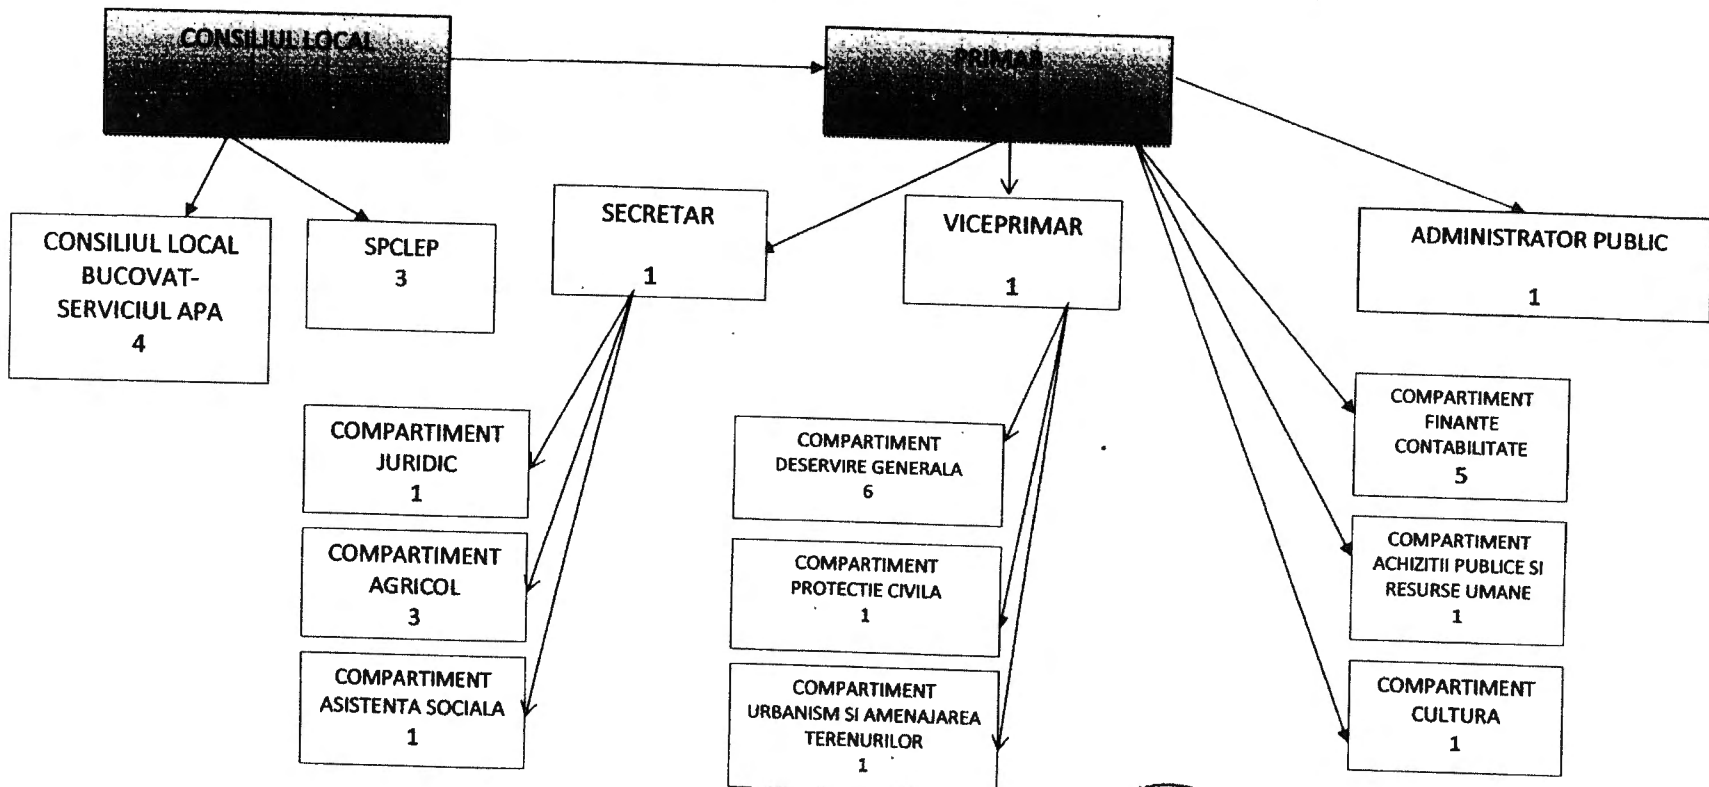 CONSILIUL LOCAL
PRIMAR
CONSILIUL LOCAL
BUCOVAT-
SERVICIUL APA
4
SPCLEP
3
SECRETAR
1
VICEPRIMAR
1
ADMINISTRATOR PUBLIC
1
COMPARTIMENT
JURIDIC
1
COMPARTIMENT
AGRICOL
3
COMPARTIMENT
ASISTENTA SOCIALA
1
COMPARTIMENT
DESERVIRE GENERALA
6
COMPARTIMENT
PROTECTIE CIVILA
1
COMPARTIMENT
URBANISM SI AMENAJAREA
TERENURILOR
1
COMPARTIMENT
FINANTE
CONTABILITATE
5
COMPARTIMENT
ACHIZITII PUBLICE SI
RESURSE UMANE
1
COMPARTIMENT
CULTURA
1